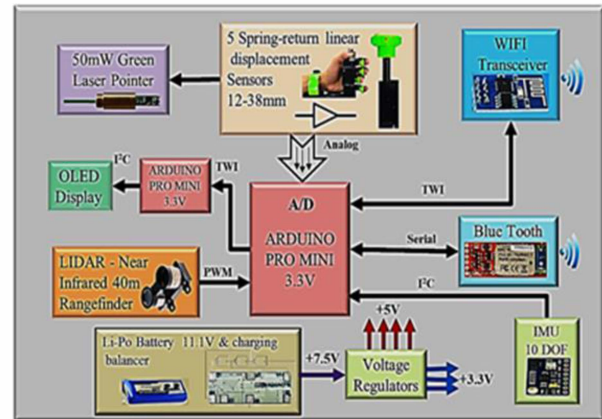 50mW Green
Laser Pointer
5 Spring-return linear
displacement
Sensors
12-38mm
WIFI
Transceiver
Analog
OLED
Display
I²C
ARDUINO
PRO MINI
3.3V
TWI
A/D
ARDUINO
PRO MINI
3.3V
TWI
Serial
Blue Tooth
I²C
LIDAR - Near
Infrared 40m
Rangefinder
PWM
Li-Po Battery 11.1V & charging
balancer
+7.5V
+5V
Voltage
Regulators
+3.3V
IMU
10 DOF